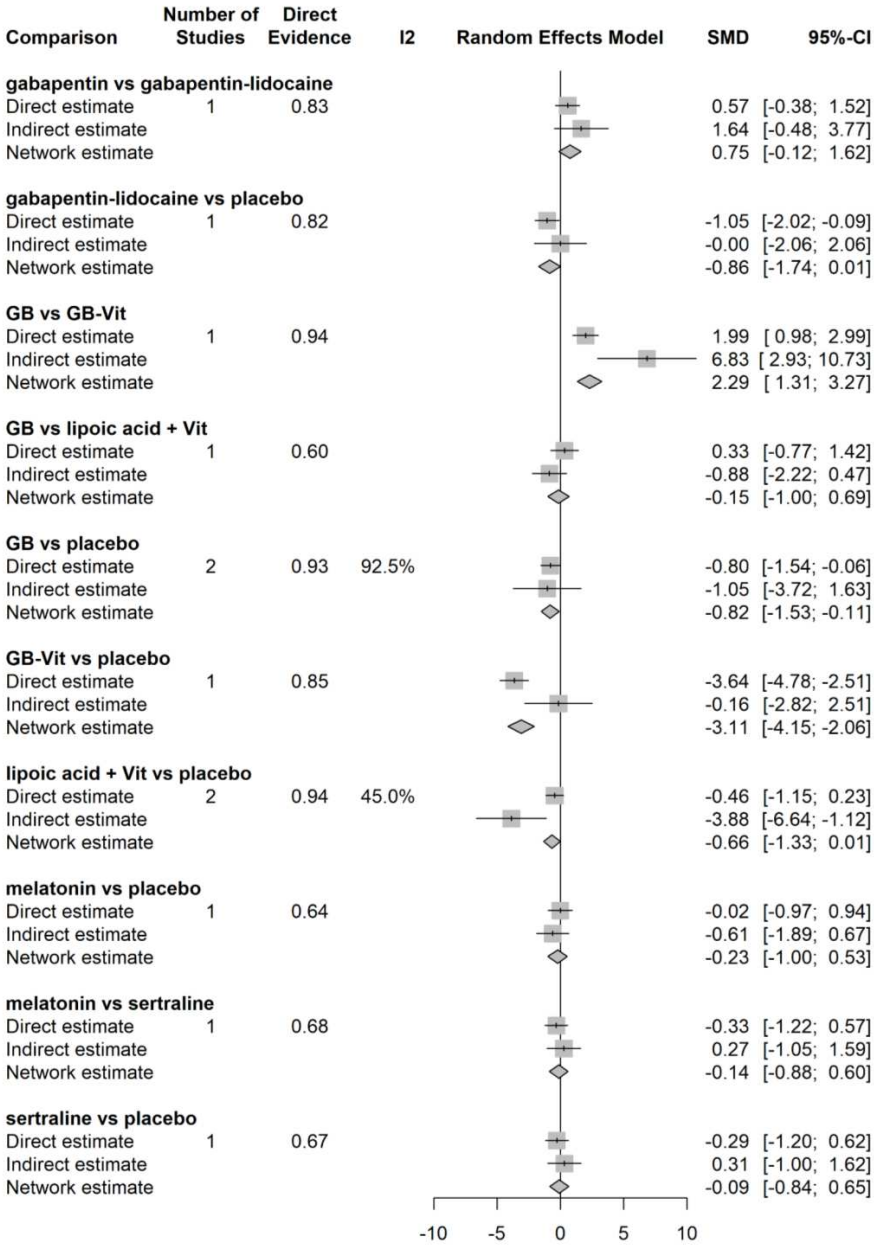 Number of Direct
Comparison Studies Evidence I2 Random Effects Model SMD 95%-CI
gabapentin vs gabapentin-lidocaine
Direct estimate 1 0.83 0.57 [-0.38; 1.52]
Indirect estimate 1.64 [-0.48; 3.77]
Network estimate 0.75 [-0.12; 1.62]
gabapentin-lidocaine vs placebo
Direct estimate 1 0.82 -1.05 [-2.02; -0.09]
Indirect estimate -0.00 [-2.06; 2.06]
Network estimate -0.86 [-1.74; 0.01]
GB vs GB-Vit
Direct estimate 1 0.94 1.99 [ 0.98; 2.99]
Indirect estimate 6.83 [ 2.93; 10.73]
Network estimate 2.29 [ 1.31; 3.27]
GB vs lipoic acid + Vit
Direct estimate 1 0.60 0.33 [-0.77; 1.42]
Indirect estimate -0.88 [-2.22; 0.47]
Network estimate -0.15 [-1.00; 0.69]
GB vs placebo
Direct estimate 2 0.93 92.5% -0.80 [-1.54; -0.06]
Indirect estimate -1.05 [-3.72; 1.63]
Network estimate -0.82 [-1.53; -0.11]
GB-Vit vs placebo
Direct estimate 1 0.85 -3.64 [-4.78; -2.51]
Indirect estimate -0.16 [-2.82; 2.51]
Network estimate -3.11 [-4.15; -2.06]
lipoic acid + Vit vs placebo
Direct estimate 2 0.94 45.0% -0.46 [-1.15; 0.23]
Indirect estimate -3.88 [-6.64; -1.12]
Network estimate -0.66 [-1.33; 0.01]
melatonin vs placebo
Direct estimate 1 0.64 -0.02 [-0.97; 0.94]
Indirect estimate -0.61 [-1.89; 0.67]
Network estimate -0.23 [-1.00; 0.53]
melatonin vs sertraline
Direct estimate 1 0.68 -0.33 [-1.22; 0.57]
Indirect estimate 0.27 [-1.05; 1.59]
Network estimate -0.14 [-0.88; 0.60]
sertraline vs placebo
Direct estimate 1 0.67 -0.29 [-1.20; 0.62]
Indirect estimate 0.31 [-1.00; 1.62]
Network estimate -0.09 [-0.84; 0.65]
-10 -5 0 5 10